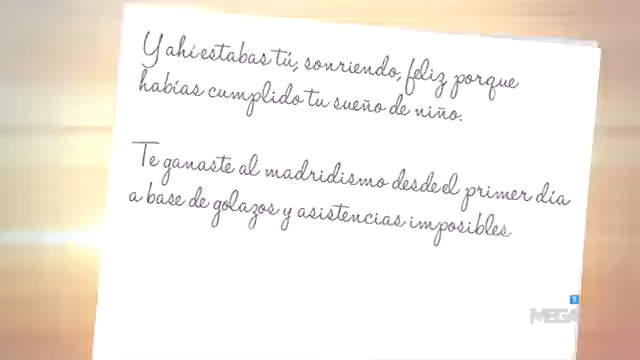 Y ahí estabas tú, sonriendo, feliz porque
habías cumplido tu sueño de niño.
Te ganaste al madridismo desde el primer día
a base de golazos y asistencias imposibles
MEGA